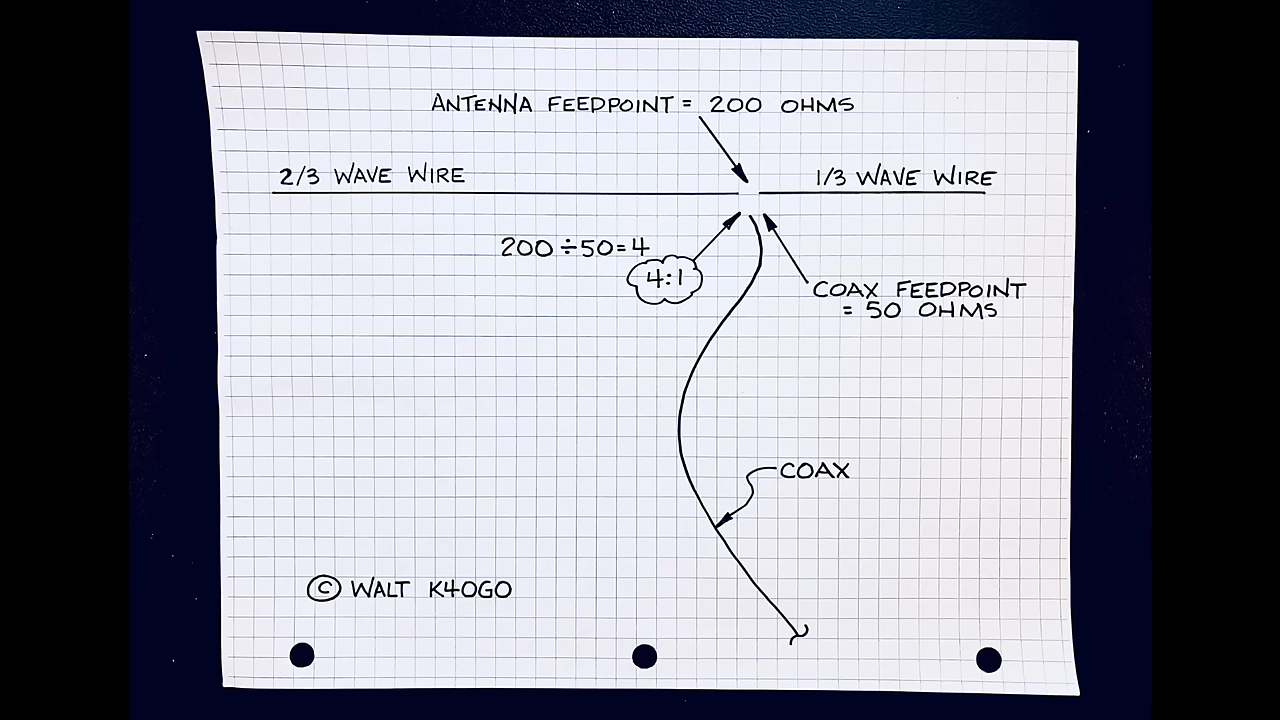 ANTENNA FEEDPOINT = 200 OHMS
2/3 WAVE WIRE
1/3 WAVE WIRE
200 ÷ 50 = 4
4:1
COAX FEEDPOINT
= 50 OHMS
COAX
© WALT K4OGO